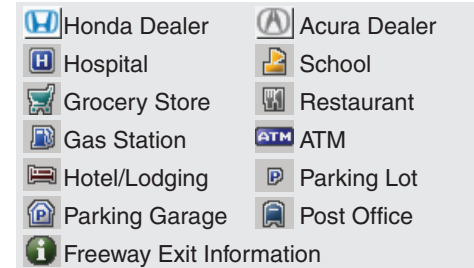 Honda Dealer Acura Dealer
H Hospital School
Grocery Store Restaurant
Gas Station ATM ATM
Hotel/Lodging P Parking Lot
P Parking Garage Post Office
i Freeway Exit Information